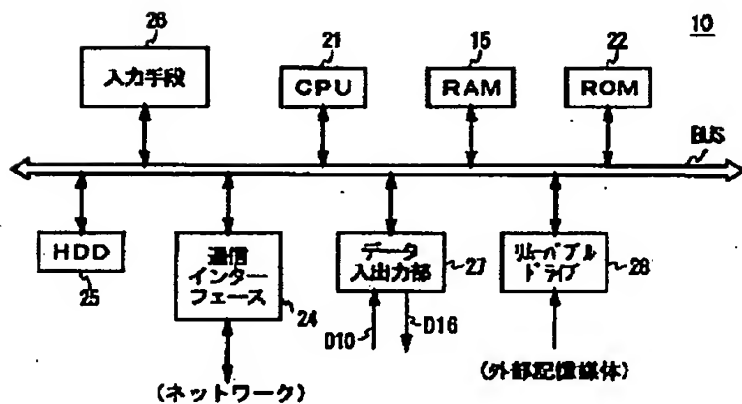 26
21
15
22
10
入力手段
CPU
RAM
ROM
BUS
HDD
25
通信
インター
フェース
24
データ
入出力部
27
リムーバブル
ドライブ
28
D10
D16
(ネットワーク)
(外部記憶媒体)